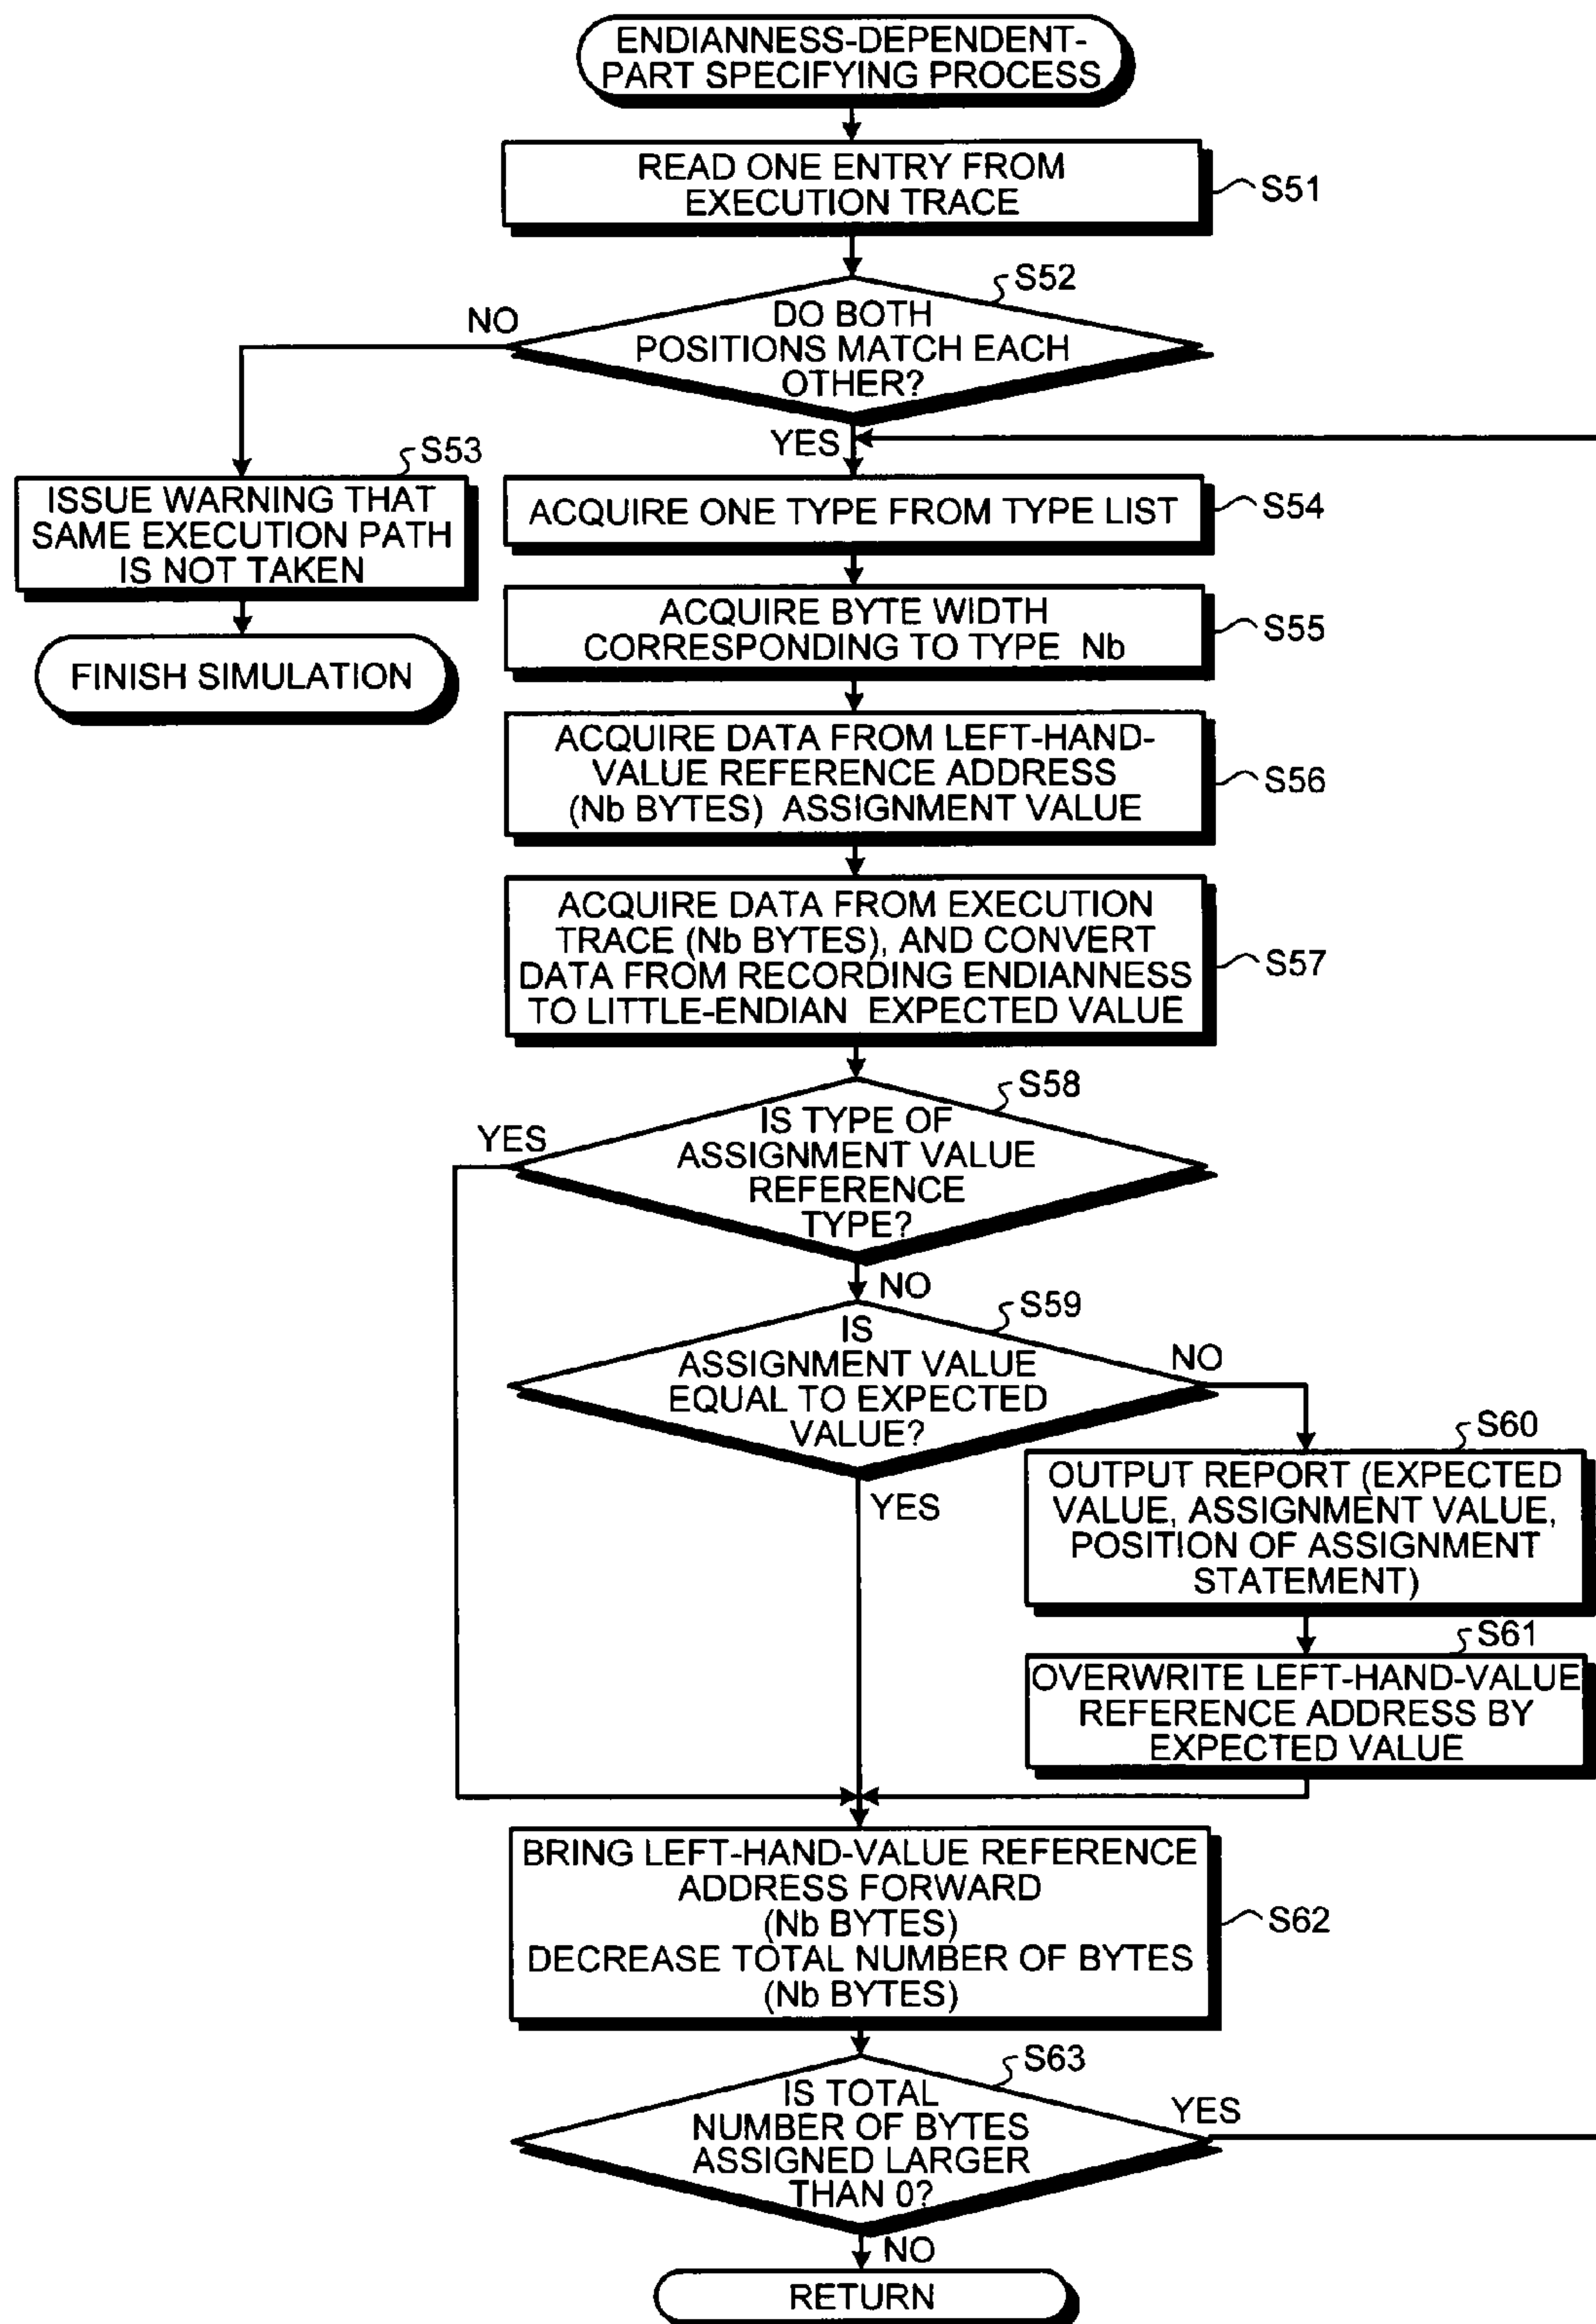 ENDIANNESS-DEPENDENT-
PART SPECIFYING PROCESS
READ ONE ENTRY FROM
EXECUTION TRACE
S51
S52
DO BOTH
POSITIONS MATCH EACH
OTHER?
NO
YES
S53
ISSUE WARNING THAT
SAME EXECUTION PATH
IS NOT TAKEN
FINISH SIMULATION
ACQUIRE ONE TYPE FROM TYPE LIST
S54
ACQUIRE BYTE WIDTH
CORRESPONDING TO TYPE Nb
S55
ACQUIRE DATA FROM LEFT-HAND-
VALUE REFERENCE ADDRESS
(Nb BYTES) ASSIGNMENT VALUE
S56
ACQUIRE DATA FROM EXECUTION
TRACE (Nb BYTES), AND CONVERT
DATA FROM RECORDING ENDIANNESS
TO LITTLE-ENDIAN EXPECTED VALUE
S57
S58
IS TYPE OF
ASSIGNMENT VALUE
REFERENCE
TYPE?
YES
NO
S59
IS
ASSIGNMENT VALUE
EQUAL TO EXPECTED
VALUE?
NO
YES
S60
OUTPUT REPORT (EXPECTED
VALUE, ASSIGNMENT VALUE,
POSITION OF ASSIGNMENT
STATEMENT)
S61
OVERWRITE LEFT-HAND-VALUE
REFERENCE ADDRESS BY
EXPECTED VALUE
BRING LEFT-HAND-VALUE REFERENCE
ADDRESS FORWARD
(Nb BYTES)
DECREASE TOTAL NUMBER OF BYTES
(Nb BYTES)
S62
S63
IS TOTAL
NUMBER OF BYTES
ASSIGNED LARGER
THAN 0?
YES
NO
RETURN